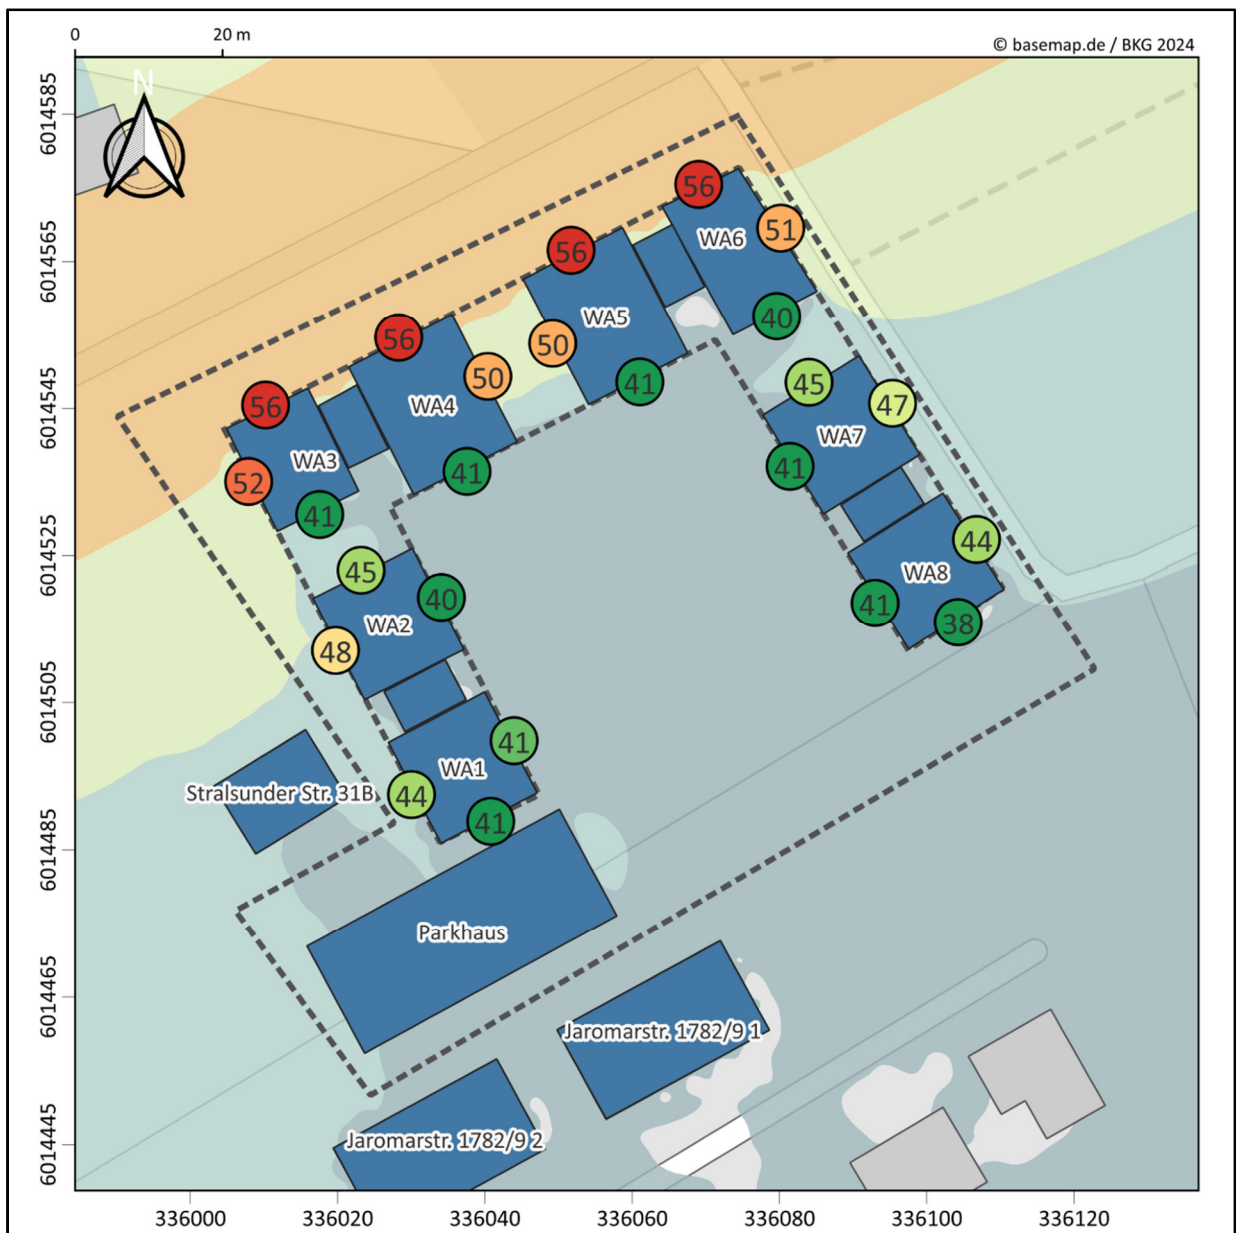 0
20 m
© basemap.de / BKG 2024
N
6014585
6014565
6014545
6014525
6014505
6014485
6014465
6014445
56
WA6
51
40
56
WA5
50
41
56
WA4
50
41
56
WA3
52
41
45
WA7
47
41
45
WA2
40
48
44
WA8
41
38
41
WA1
44
41
Stralsunder Str. 31B
Parkhaus
Jaromarstr. 1782/9 1
Jaromarstr. 1782/9 2
336000
336020
336040
336060
336080
336100
336120